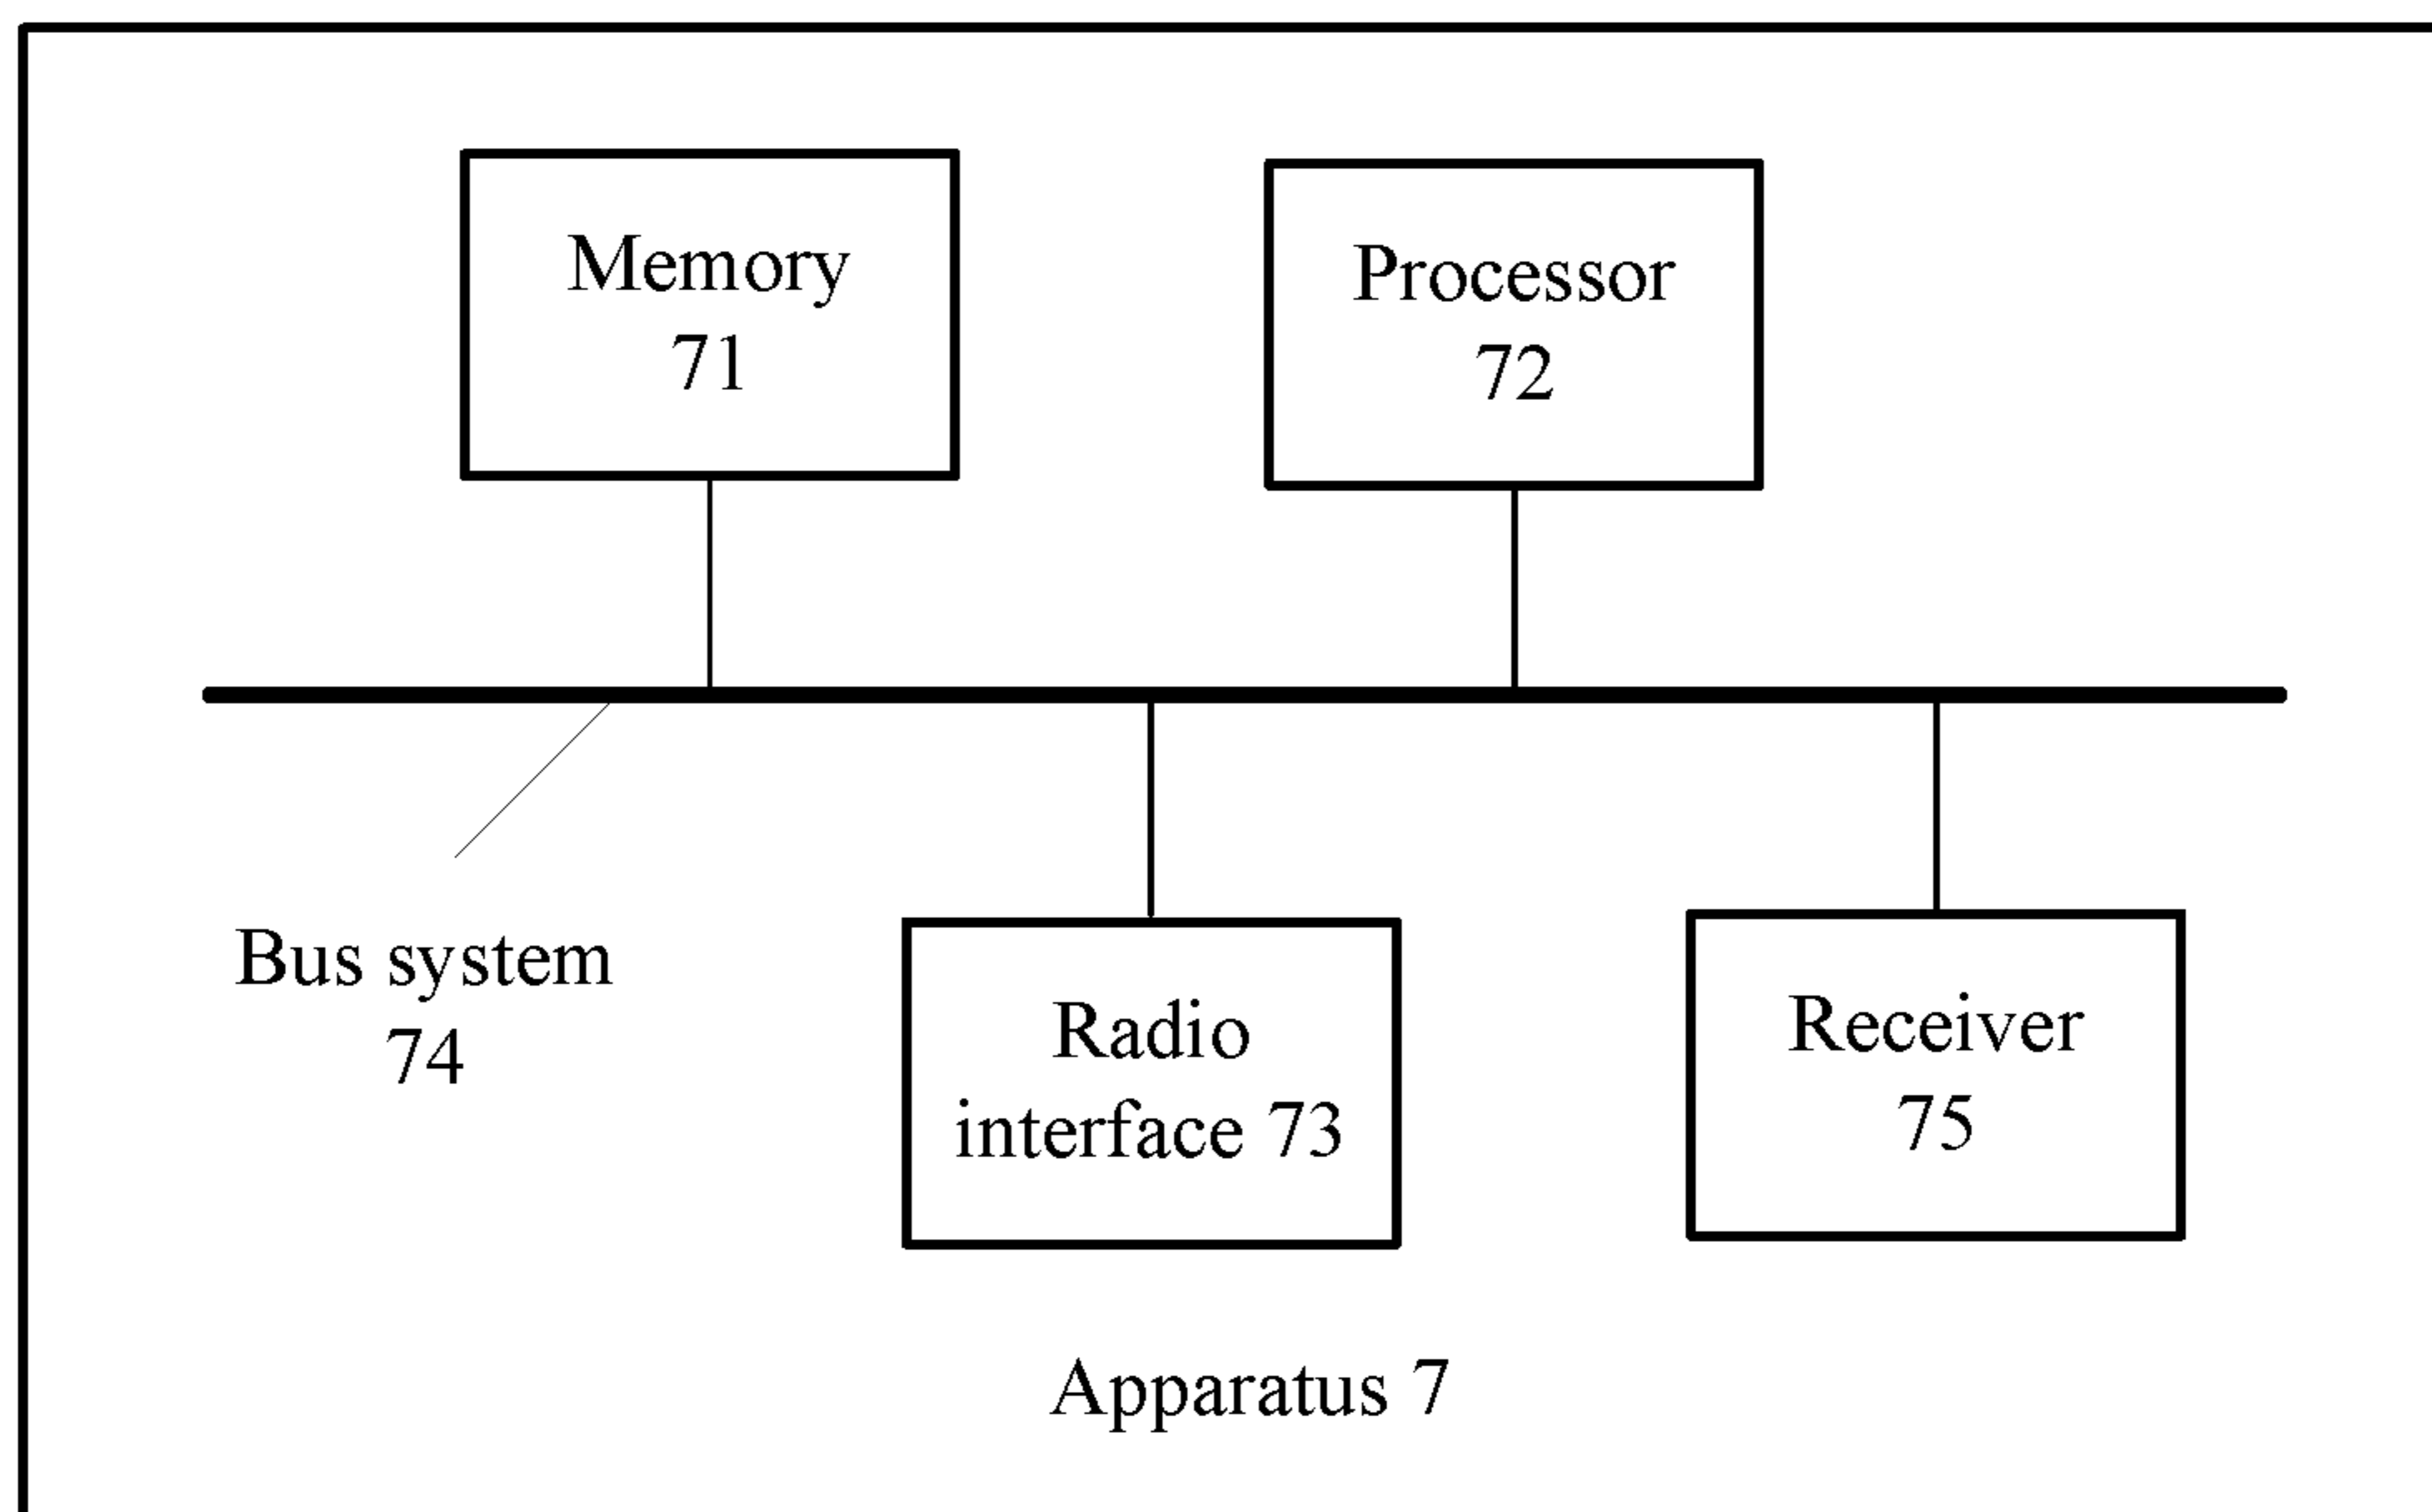 Memory
71
Processor
72
Bus system
74
Radio
interface 73
Receiver
75
Apparatus 7